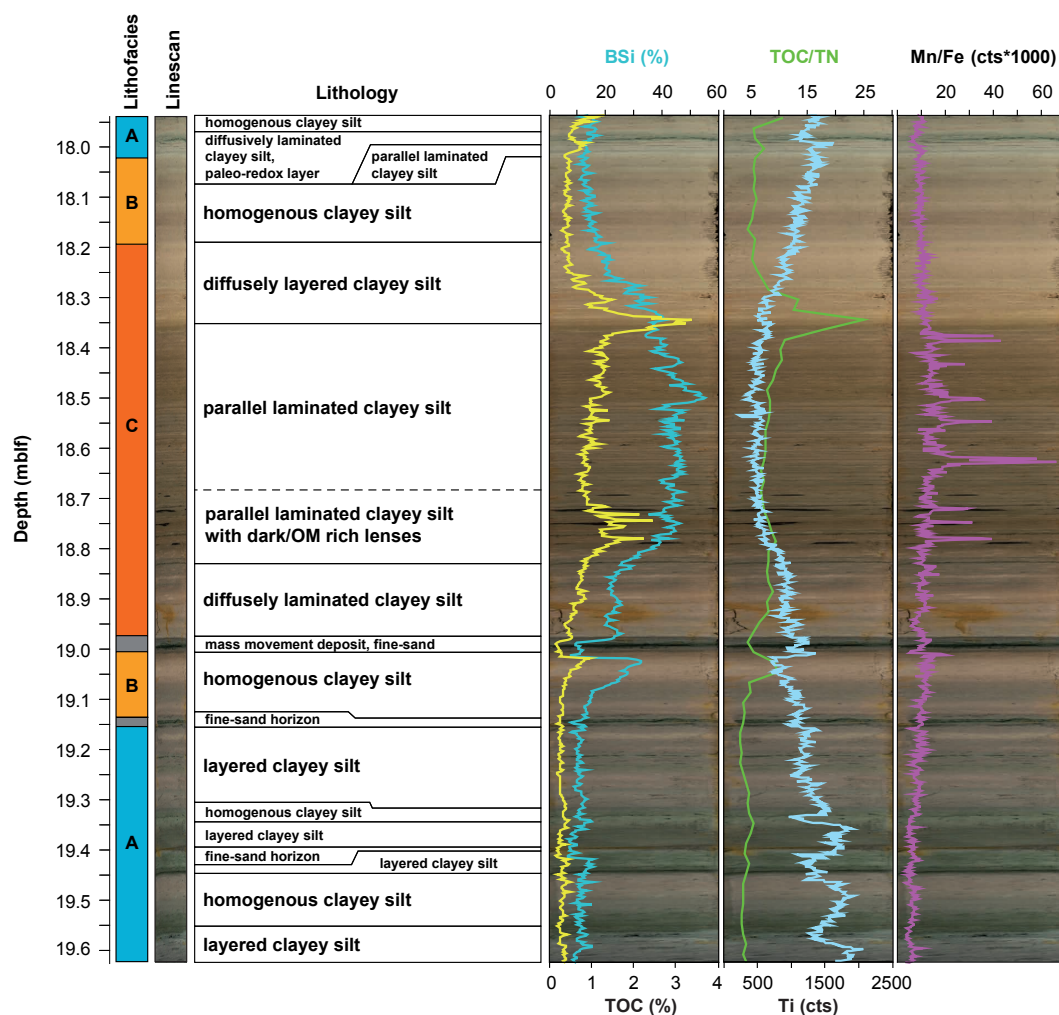 Lithofacies
Linescan
Lithology
BSi (%)
TOC/TN
Mn/Fe (cts*1000)
0 20 40 60
5 15 25
0 20 40 60
Depth (mblf)
18.0
18.1
18.2
18.3
18.4
18.5
18.6
18.7
18.8
18.9
19.0
19.1
19.2
19.3
19.4
19.5
19.6
A
B
C
B
A
homogenous clayey silt
diffusively laminated
clayey silt,
paleo-redox layer
parallel laminated
clayey silt
homogenous clayey silt
diffusely layered clayey silt
parallel laminated clayey silt
parallel laminated clayey silt
with dark/OM rich lenses
diffusely laminated clayey silt
mass movement deposit, fine-sand
homogenous clayey silt
fine-sand horizon
layered clayey silt
homogenous clayey silt
layered clayey silt
fine-sand horizon
layered clayey silt
homogenous clayey silt
layered clayey silt
0 1 2 3 4
TOC (%)
500 1500 2500
Ti (cts)
0 20 40 60